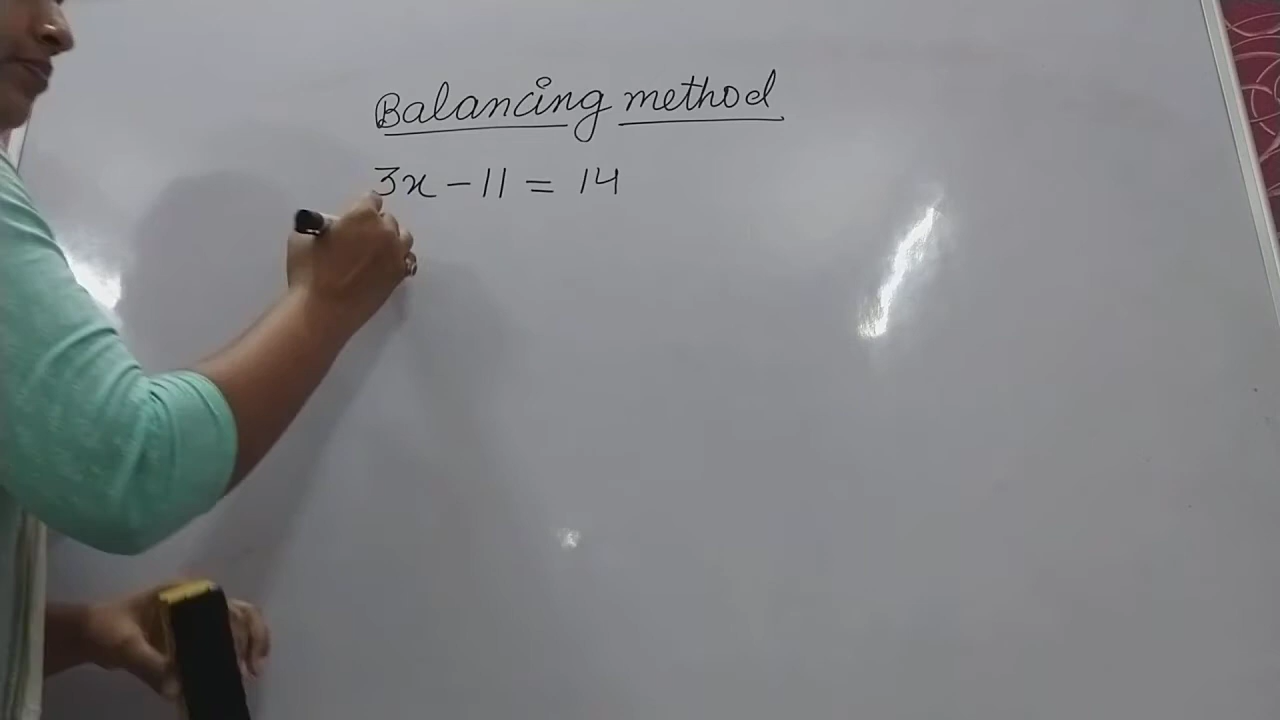 Balancing method
3x - 11 = 14